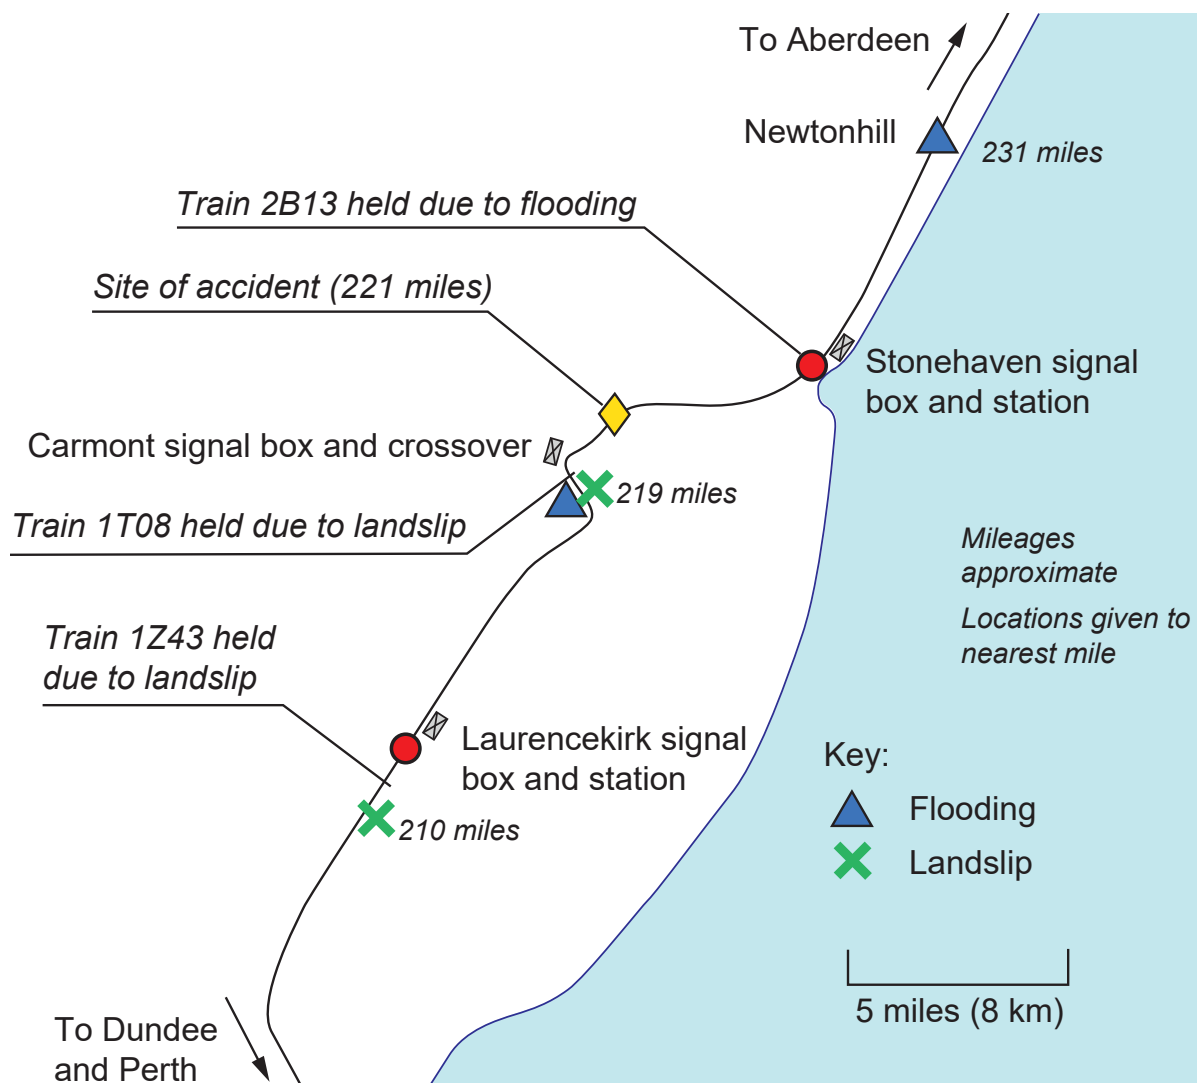 To Aberdeen
Newtonhill
231 miles
Train 2B13 held due to flooding
Site of accident (221 miles)
Stonehaven signal
box and station
Carmont signal box and crossover
219 miles
Train 1T08 held due to landslip
Mileages
approximate
Locations given to
nearest mile
Train 1Z43 held
due to landslip
Laurencekirk signal
box and station
210 miles
Key:
Flooding
Landslip
5 miles (8 km)
To Dundee
and Perth